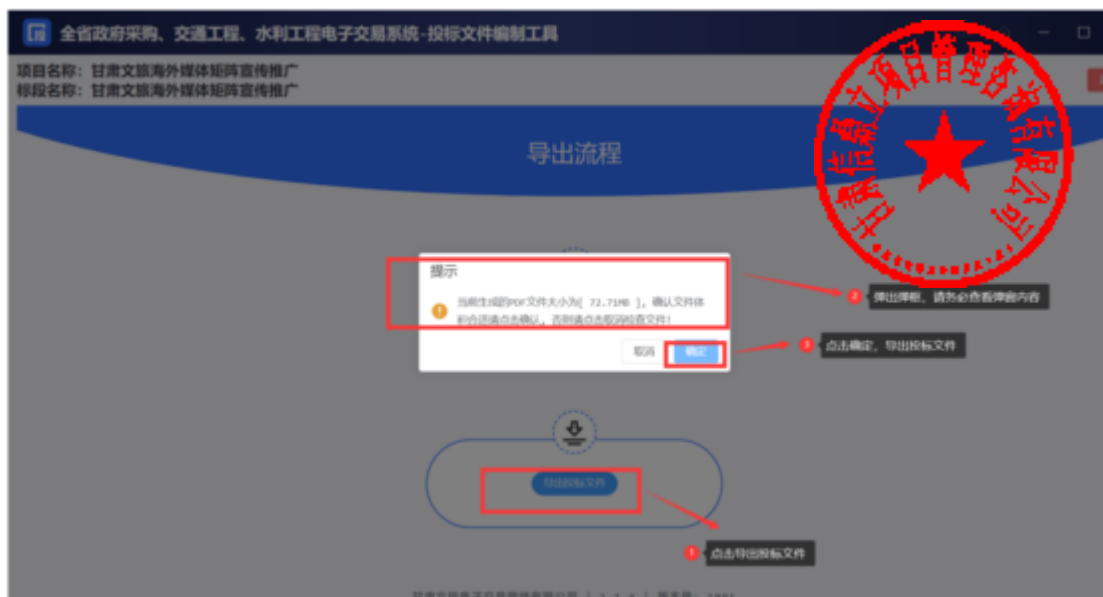 投 全省政府采购、交通工程、水利工程电子交易系统-投标文件编制工具
项目名称: 甘肃文旅海外媒体矩阵宣传推广
标段名称: 甘肃文旅海外媒体矩阵宣传推广
导出流程
提示
当前生成的PDF文件大小为[ 72.71MB ], 确认文件体
积合适请点击确认, 否则请点击取消检查文件!
取消 确定
2 弹出弹框, 请务必查看弹窗内容
3 点击确定, 导出投标文件
导出投标文件
1 点击导出投标文件